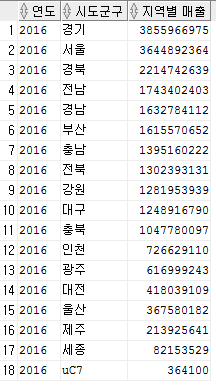 연도 시도군구 지역별 매출
1 2016 경기 3855966975
2 2016 서울 3644892364
3 2016 경북 2214742639
4 2016 전남 1743402403
5 2016 경남 1632784112
6 2016 부산 1615570652
7 2016 충남 1395160222
8 2016 전북 1302393131
9 2016 강원 1281953939
10 2016 대구 1248916790
11 2016 충북 1047780097
12 2016 인천 726629110
13 2016 광주 616999243
14 2016 대전 418039109
15 2016 울산 367580182
16 2016 제주 213925641
17 2016 세종 82153529
18 2016 uC7 364100